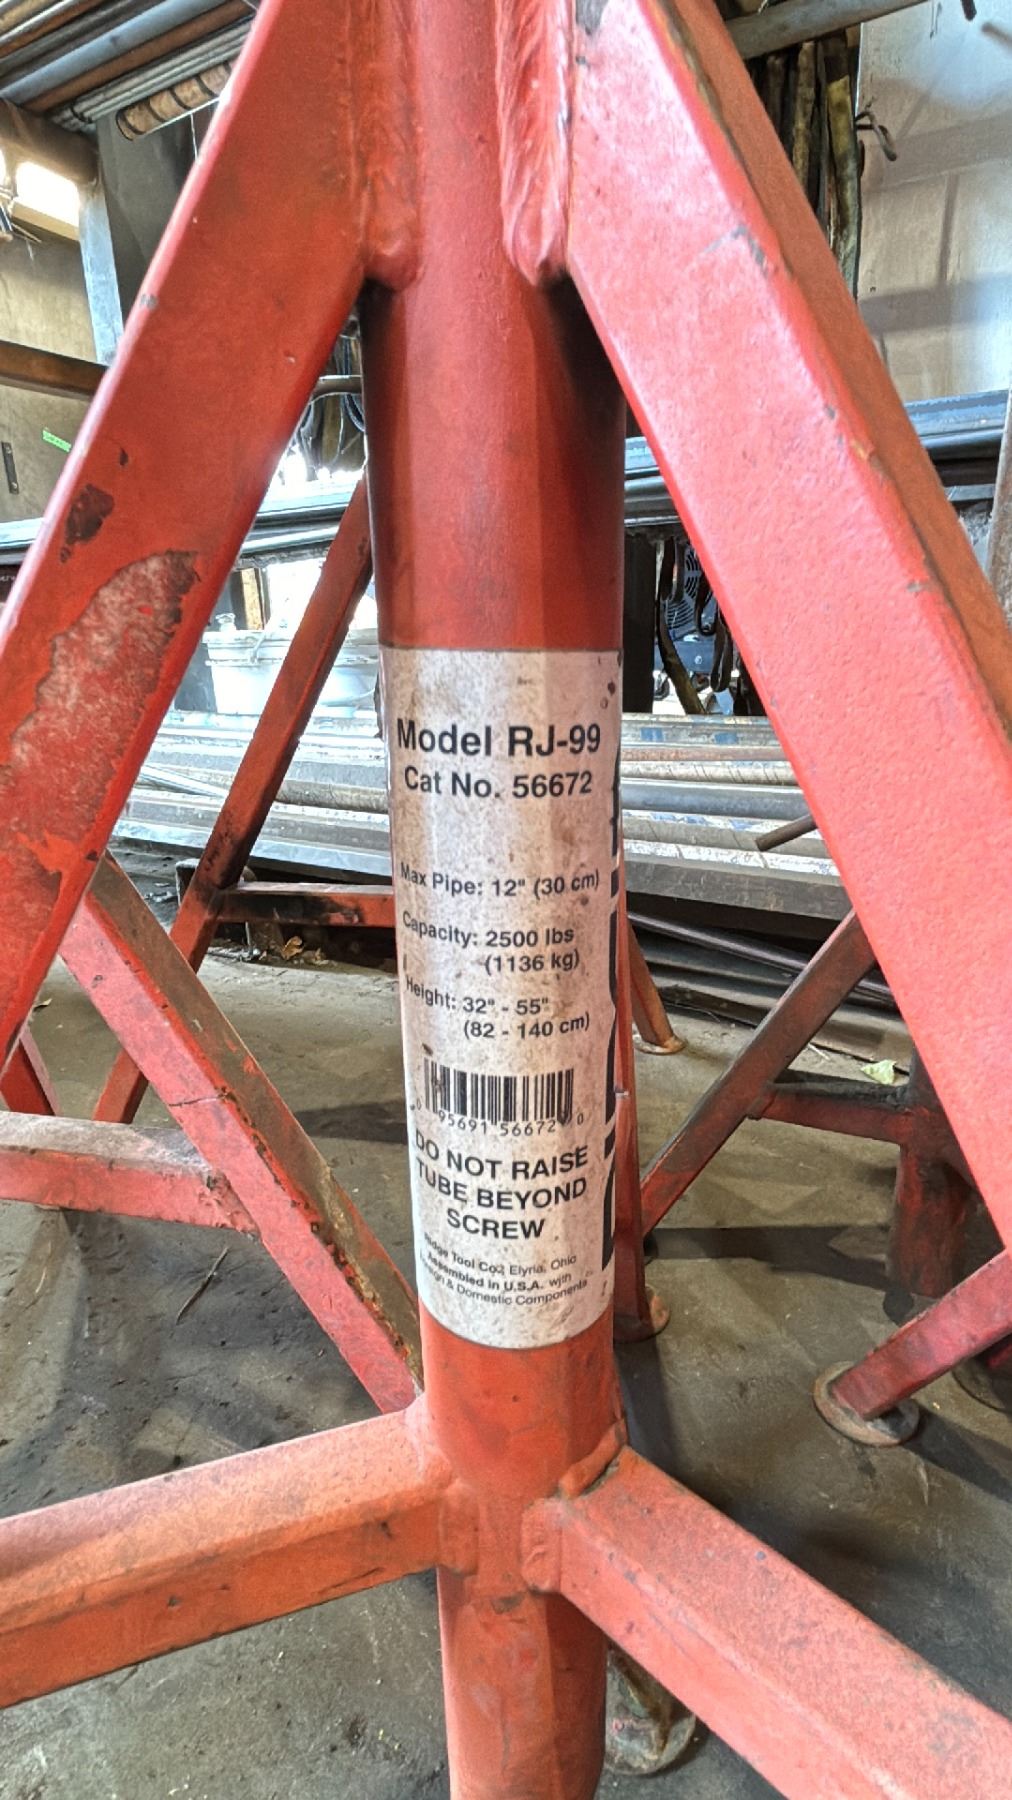 Model RJ-99
Cat No. 56672
Max Pipe: 12" (30 cm)
Capacity: 2500 lbs
(1136 kg)
Height: 32" - 55"
(82 - 140 cm)
0 95691 56672 0
DO NOT RAISE
TUBE BEYOND
SCREW
Ridge Tool Co., Elyria, Ohio
Assembled in U.S.A. with
& Domestic Components